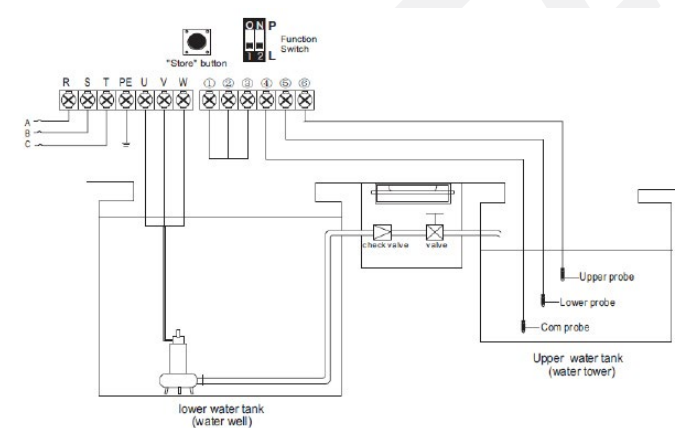 ON P
Function
Switch
1 2 L
"Store" button
R S T PE U V W ① ② ③ ④ ⑤ ⑥
A
B
C
check valve
valve
Upper probe
Lower probe
Com probe
Upper water tank
(water tower)
lower water tank
(water well)